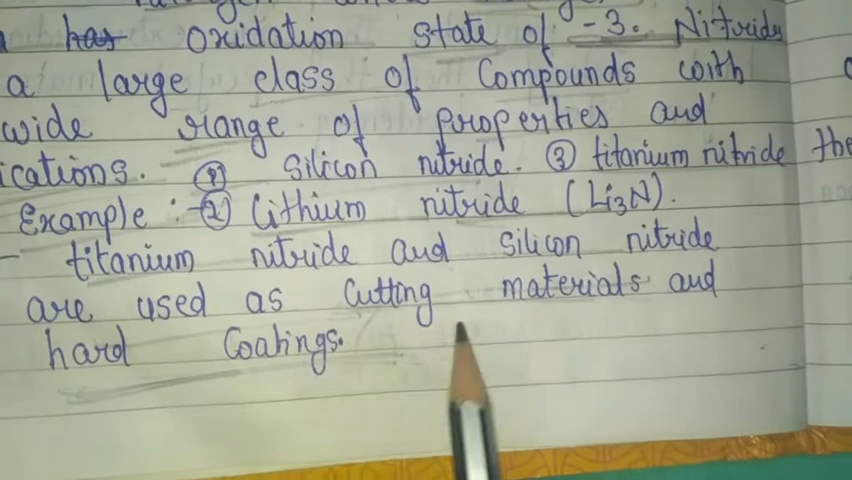 has oxidation state of -3. Nitrides
a large class of Compounds with
wide range of properties and
ications. ① Silicon nitride. ③ titanium nitride the
Example :- ② Lithium nitride (Li₃N).
- titanium nitride and silicon nitride
are used as Cutting materials and
hard Coatings.